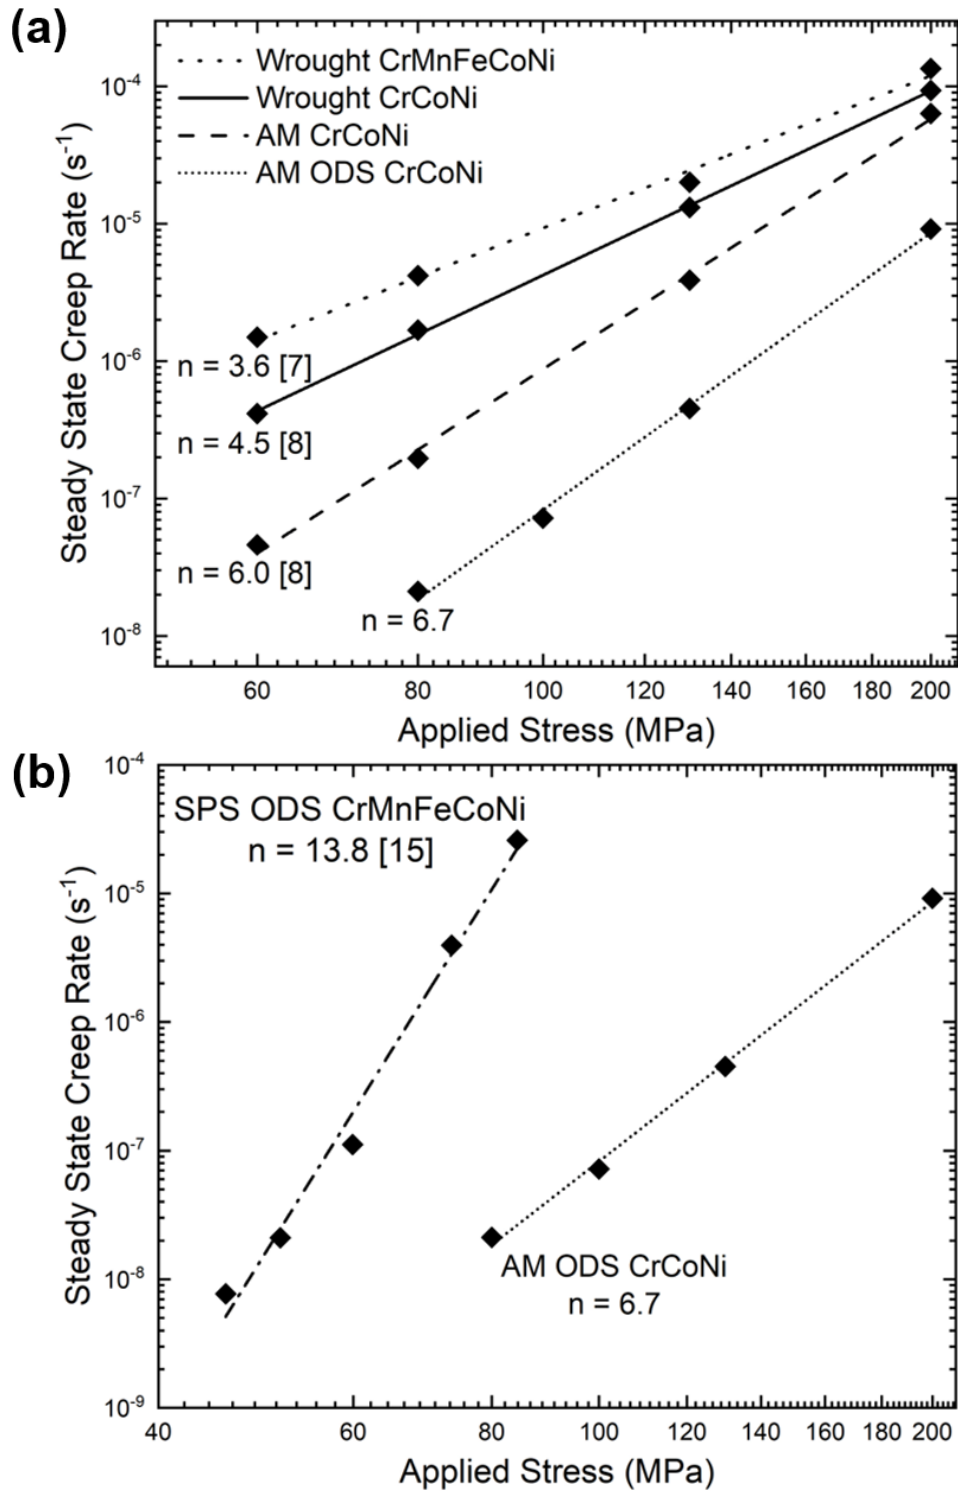 (a)
Wrought CrMnFeCoNi
Wrought CrCoNi
AM CrCoNi
AM ODS CrCoNi
Steady State Creep Rate (s⁻¹)
10⁻⁴
10⁻⁵
10⁻⁶
10⁻⁷
10⁻⁸
n = 3.6 [7]
n = 4.5 [8]
n = 6.0 [8]
n = 6.7
60 80 100 120 140 160 180 200
Applied Stress (MPa)
(b)
SPS ODS CrMnFeCoNi
n = 13.8 [15]
Steady State Creep Rate (s⁻¹)
10⁻⁴
10⁻⁵
10⁻⁶
10⁻⁷
10⁻⁸
10⁻⁹
AM ODS CrCoNi
n = 6.7
40 60 80 100 120 140 160 180 200
Applied Stress (MPa)